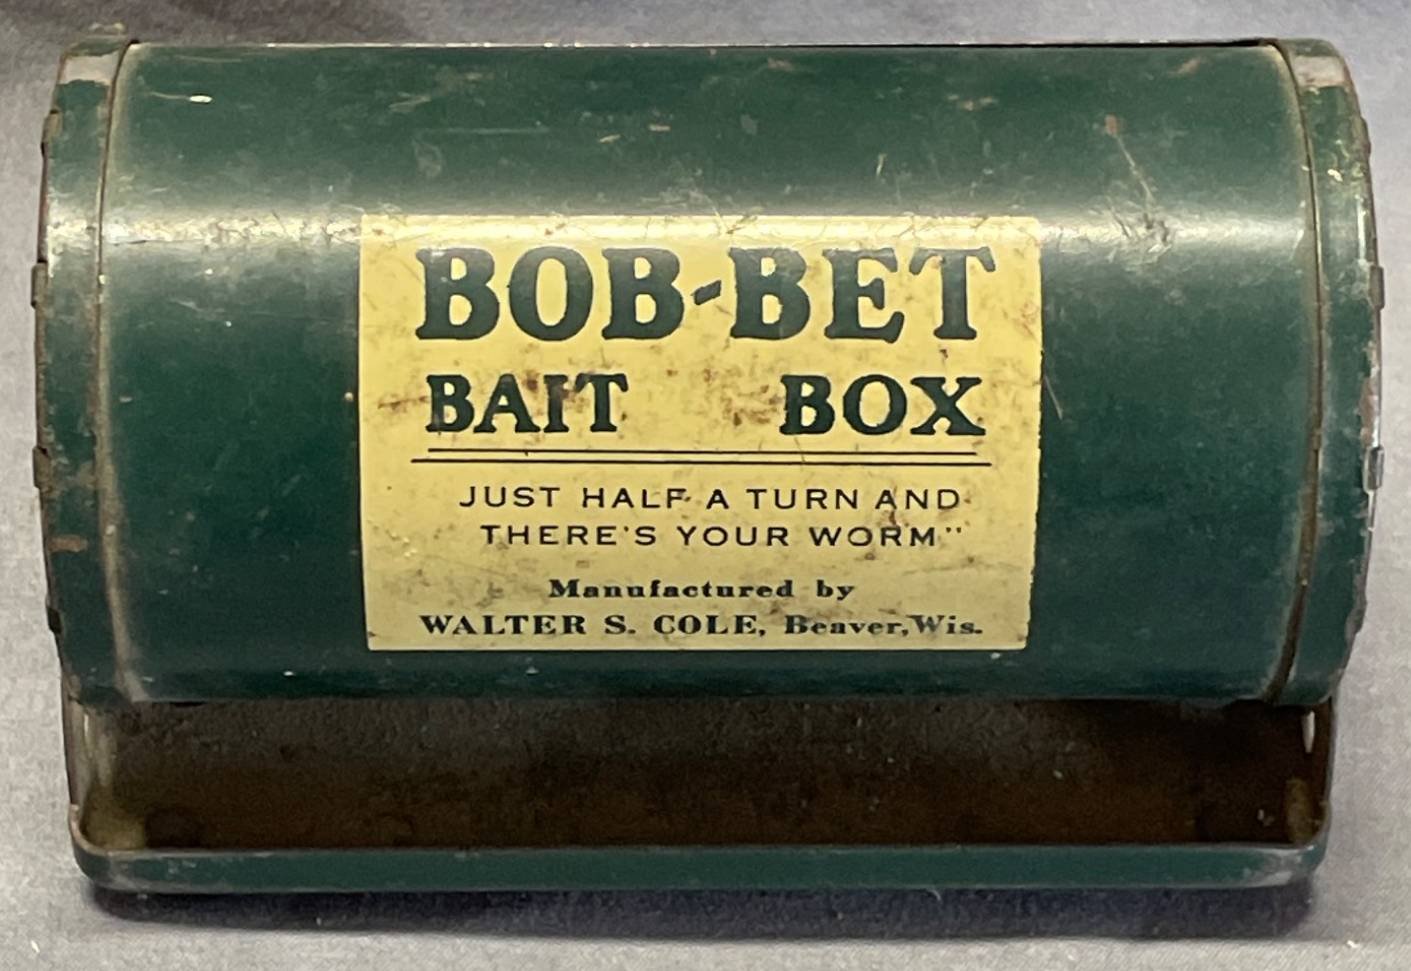 BOB-BET
BAIT BOX
JUST HALF A TURN AND
THERE'S YOUR WORM"
Manufactured by
WALTER S. COLE, Beaver, Wis.